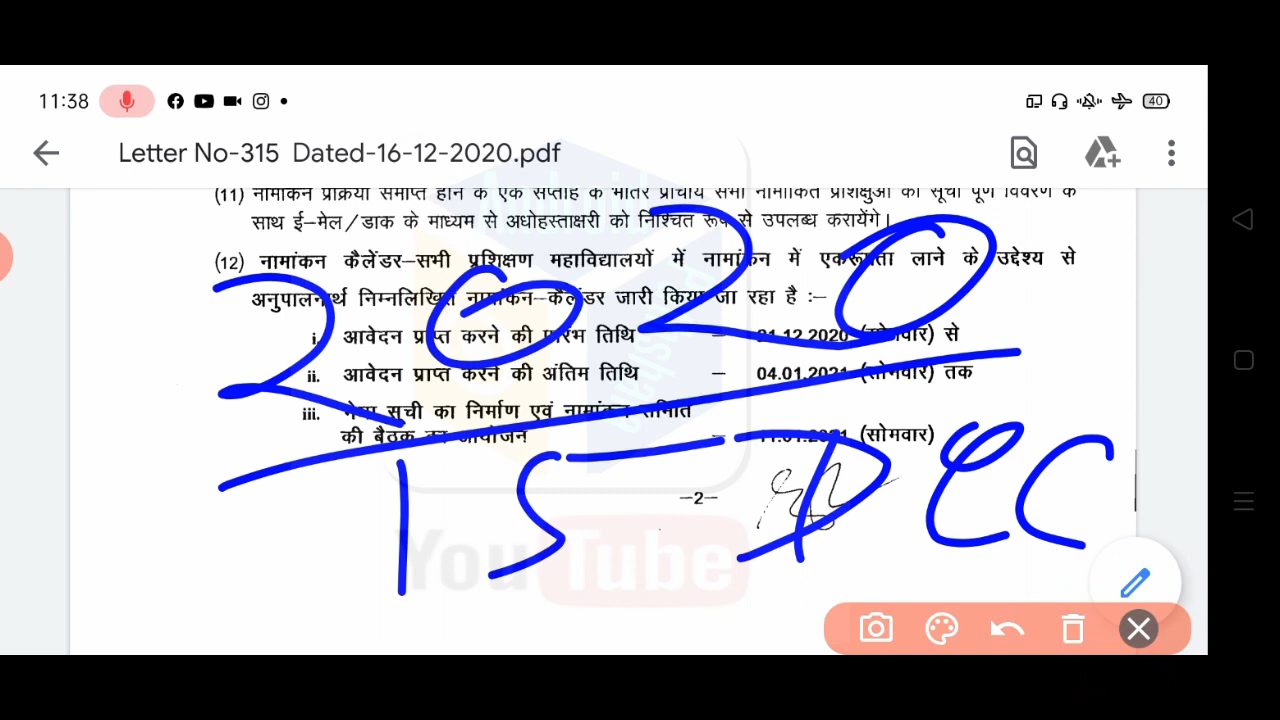 11:38
40
Letter No-315 Dated-16-12-2020.pdf
(11) नामांकन प्रक्रिया समाप्त होने के एक सप्ताह के भीतर प्राचार्य सभी नामांकित प्रशिक्षुओं की सूची पूर्ण विवरण के
साथ ई-मेल/डाक के माध्यम से अधोहस्ताक्षरी को निश्चित रूप से उपलब्ध करायेंगे।
(12) नामांकन कैलेंडर-सभी प्रशिक्षण महाविद्यालयों में नामांकन में एकरूपता लाने के उद्देश्य से
अनुपालनार्थ निम्नलिखित नामांकन-कैलेंडर जारी किया जा रहा है :-
i. आवेदन प्राप्त करने की प्रारंभ तिथि – 21.12.2020 (सोमवार) से
ii. आवेदन प्राप्त करने की अंतिम तिथि – 04.01.2021 (सोमवार) तक
iii. मेधा सूची का निर्माण एवं नामांकन समिति
की बैठक का आयोजन – 11.01.2021 (सोमवार)
–2–
2020
15 DEC
YouTube